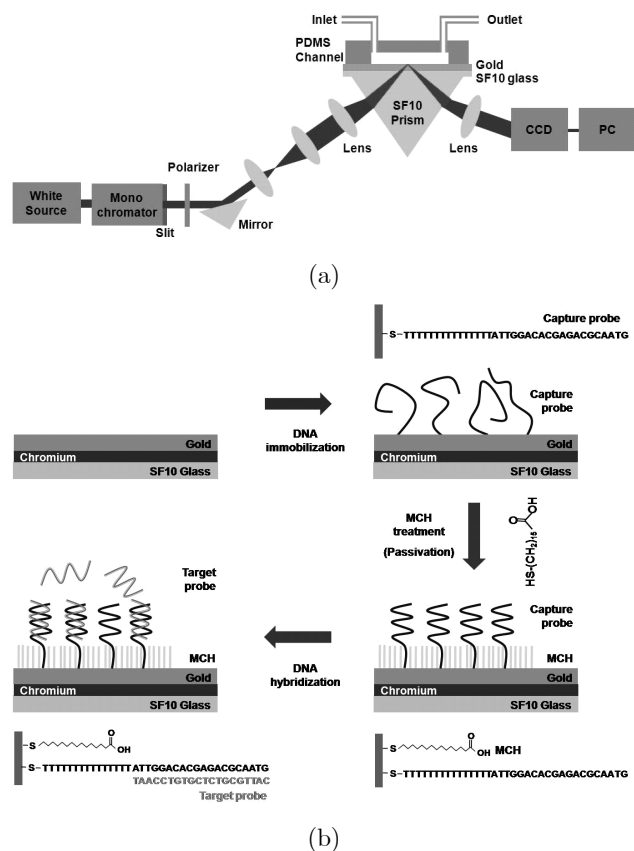 Inlet
Outlet
PDMS
Channel
Gold
SF10 glass
SF10
Prism
Lens
Lens
CCD
PC
Polarizer
White
Source
Mono
chromator
Slit
Mirror
(a)
Capture probe
-S-TTTTTTTTTTTTTTTATTGGACACGAGACGCAATG
Capture
probe
DNA
immobilization
Gold
Chromium
SF10 Glass
Gold
Chromium
SF10 Glass
MCH
treatment
(Passivation)
HS-(CH2)15
O
OH
Target
probe
MCH
Gold
Chromium
SF10 Glass
DNA
hybridization
Capture
probe
MCH
Gold
Chromium
SF10 Glass
-S
O
OH
-S-TTTTTTTTTTTTTTTATTGGACACGAGACGCAATG
TAACCTGTGCTCTGCGTTAC
Target probe
-S
O
OH MCH
-S-TTTTTTTTTTTTTTTATTGGACACGAGACGCAATG
(b)